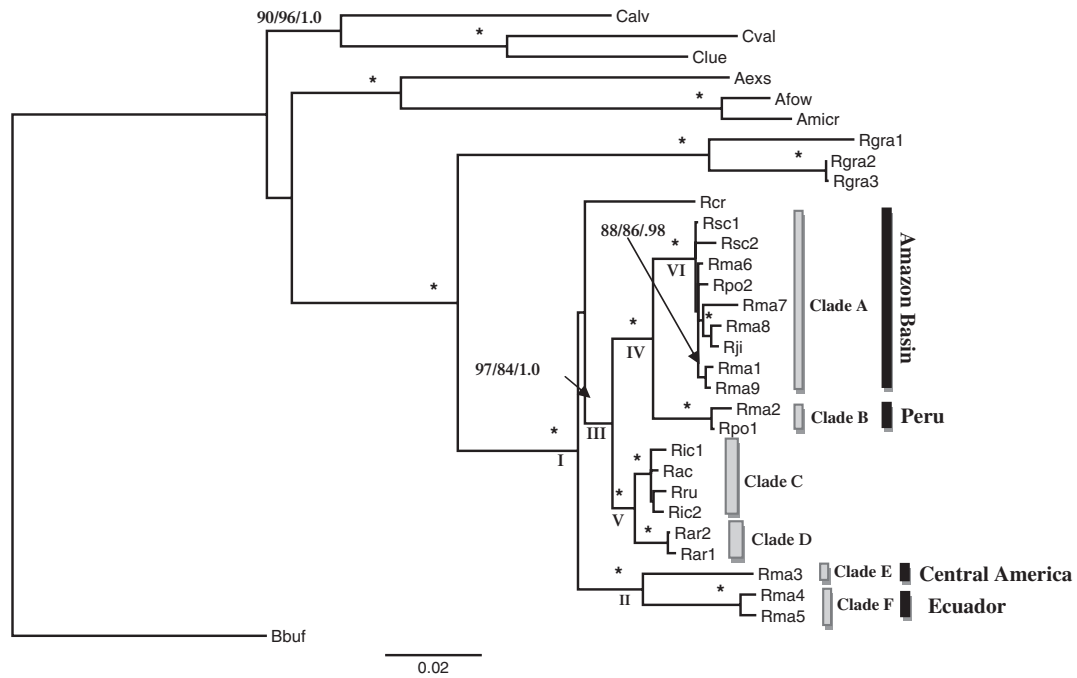 90/96/1.0
Calv
*
Cval
Clue
*
Aexs
*
Afow
Amicr
*
Rgra1
*
Rgra2
Rgra3
*
Rcr
88/86/.98
*
VI
Rsc1
Rsc2
Rma6
Rpo2
Rma7
*
Rma8
Rji
Rma1
Rma9
Clade A
Amazon Basin
*
IV
97/84/1.0
*
Rma2
Rpo1
Clade B
Peru
*
I
III
*
Ric1
Rac
Rru
Ric2
Clade C
*
V
*
Rar2
Rar1
Clade D
*
II
Rma3
Clade E
Central America
*
Rma4
Rma5
Clade F
Ecuador
Bbuf
0.02